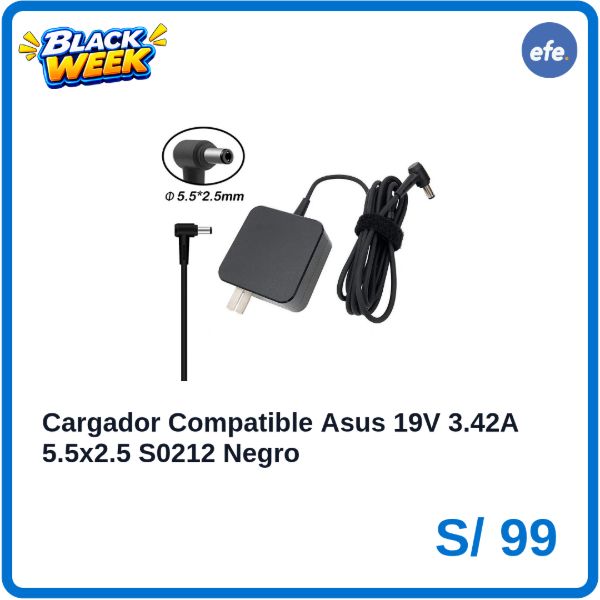 BLACK
WEEK
efe.
Φ 5.5*2.5mm
Cargador Compatible Asus 19V 3.42A
5.5x2.5 S0212 Negro
S/ 99